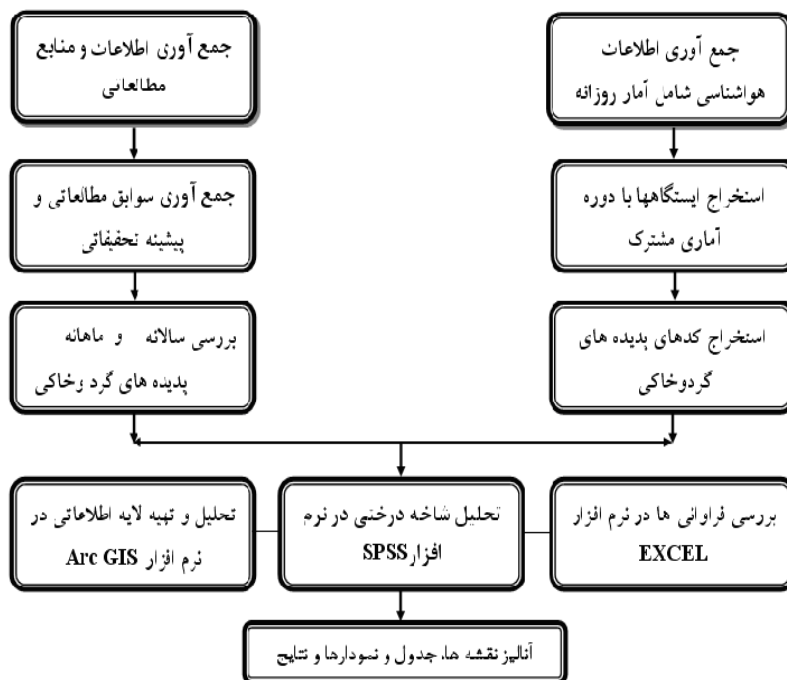 جمع آوری اطلاعات
هواشناسی شامل آمار روزانه
جمع آوری اطلاعات و منابع
مطالعاتی
استخراج ایستگاهها با دوره
آماری مشترک
جمع آوری سوابق مطالعاتی و
پیشینه تحقیقاتی
استخراج کدهای پدیده های
گردوخاکی
بررسی سالانه و ماهانه
پدیده های گرد وخاکی
بررسی فراوانی ها در نرم افزار
EXCEL
تحلیل شاخه درختی در نرم
افزار SPSS
تحلیل و تهیه لایه اطلاعاتی در
نرم افزار Arc GIS
آنالیز نقشه ها، جدول و نمودارها و نتایج